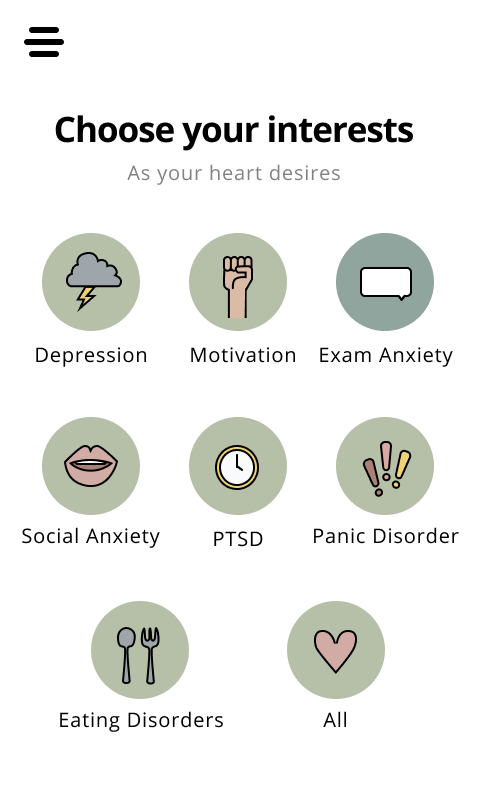 Choose your interests
As your heart desires
Depression
Motivation
Exam Anxiety
Social Anxiety
PTSD
Panic Disorder
Eating Disorders
All